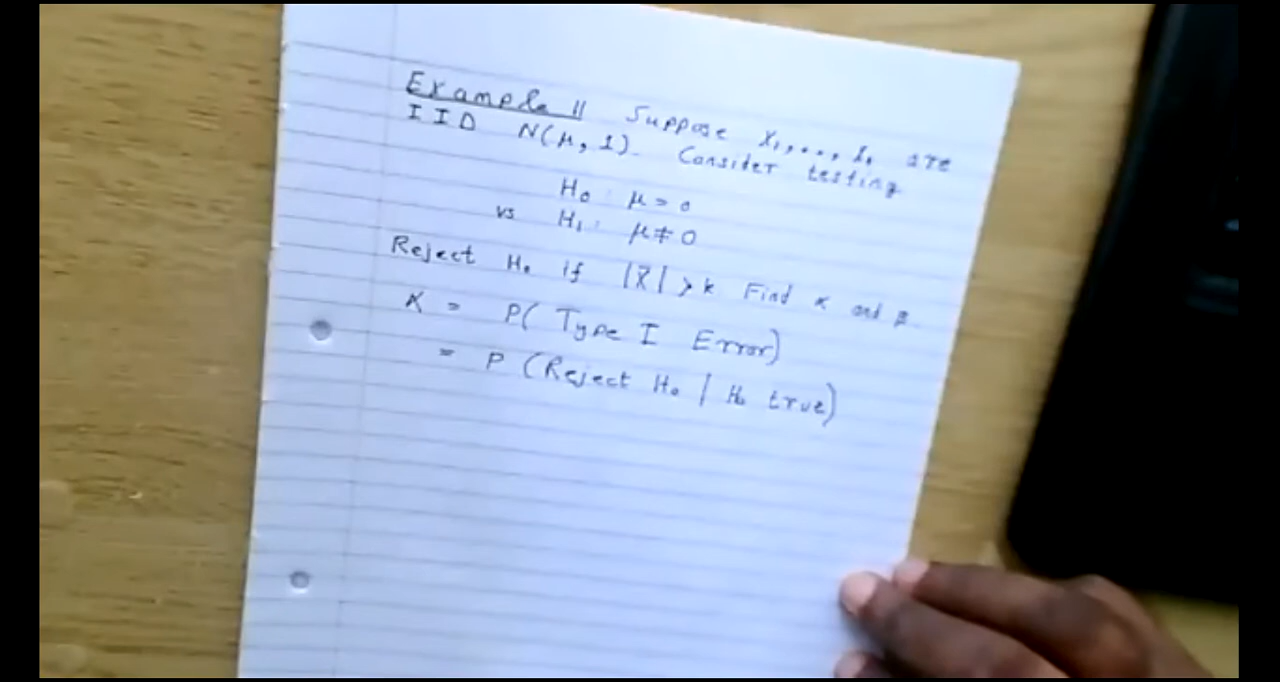 Example 11 Suppose X₁,..., Xₙ are
IID N(μ, 1). Consider testing
H₀ : μ = 0
vs H₁ : μ ≠ 0
Reject H₀ if |X̄| > k Find α and β.
α = P( Type I Error)
= P (Reject H₀ | H₀ true)